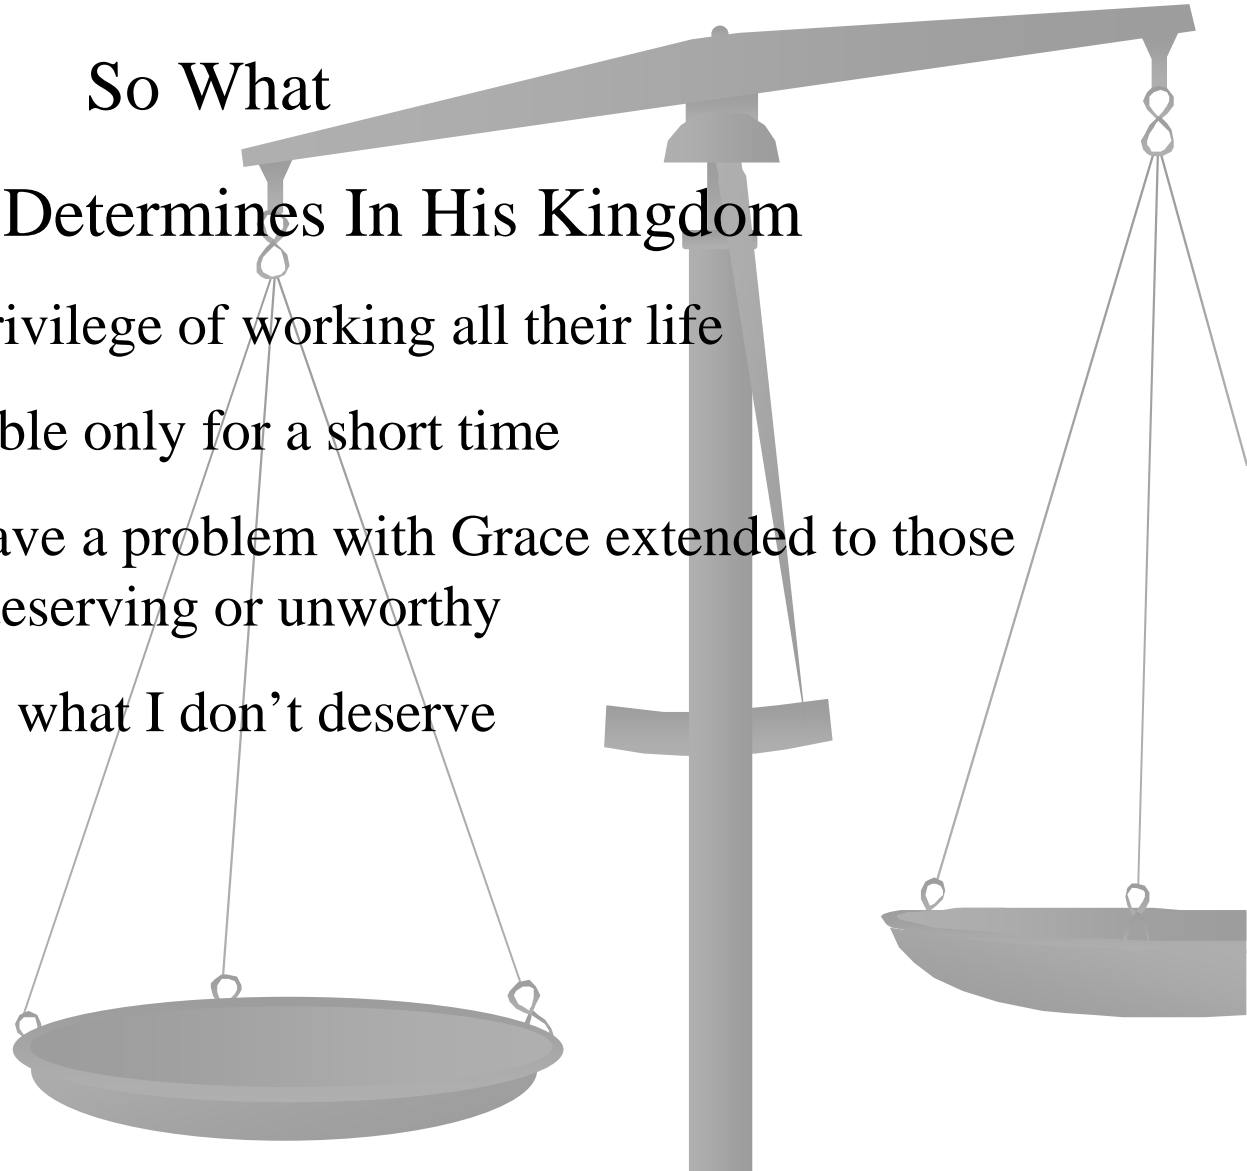 So What
Determines In His Kingdom
rivilege of working all their life
ble only for a short time
ave a problem with Grace extended to those
eserving or unworthy
what I don’t deserve